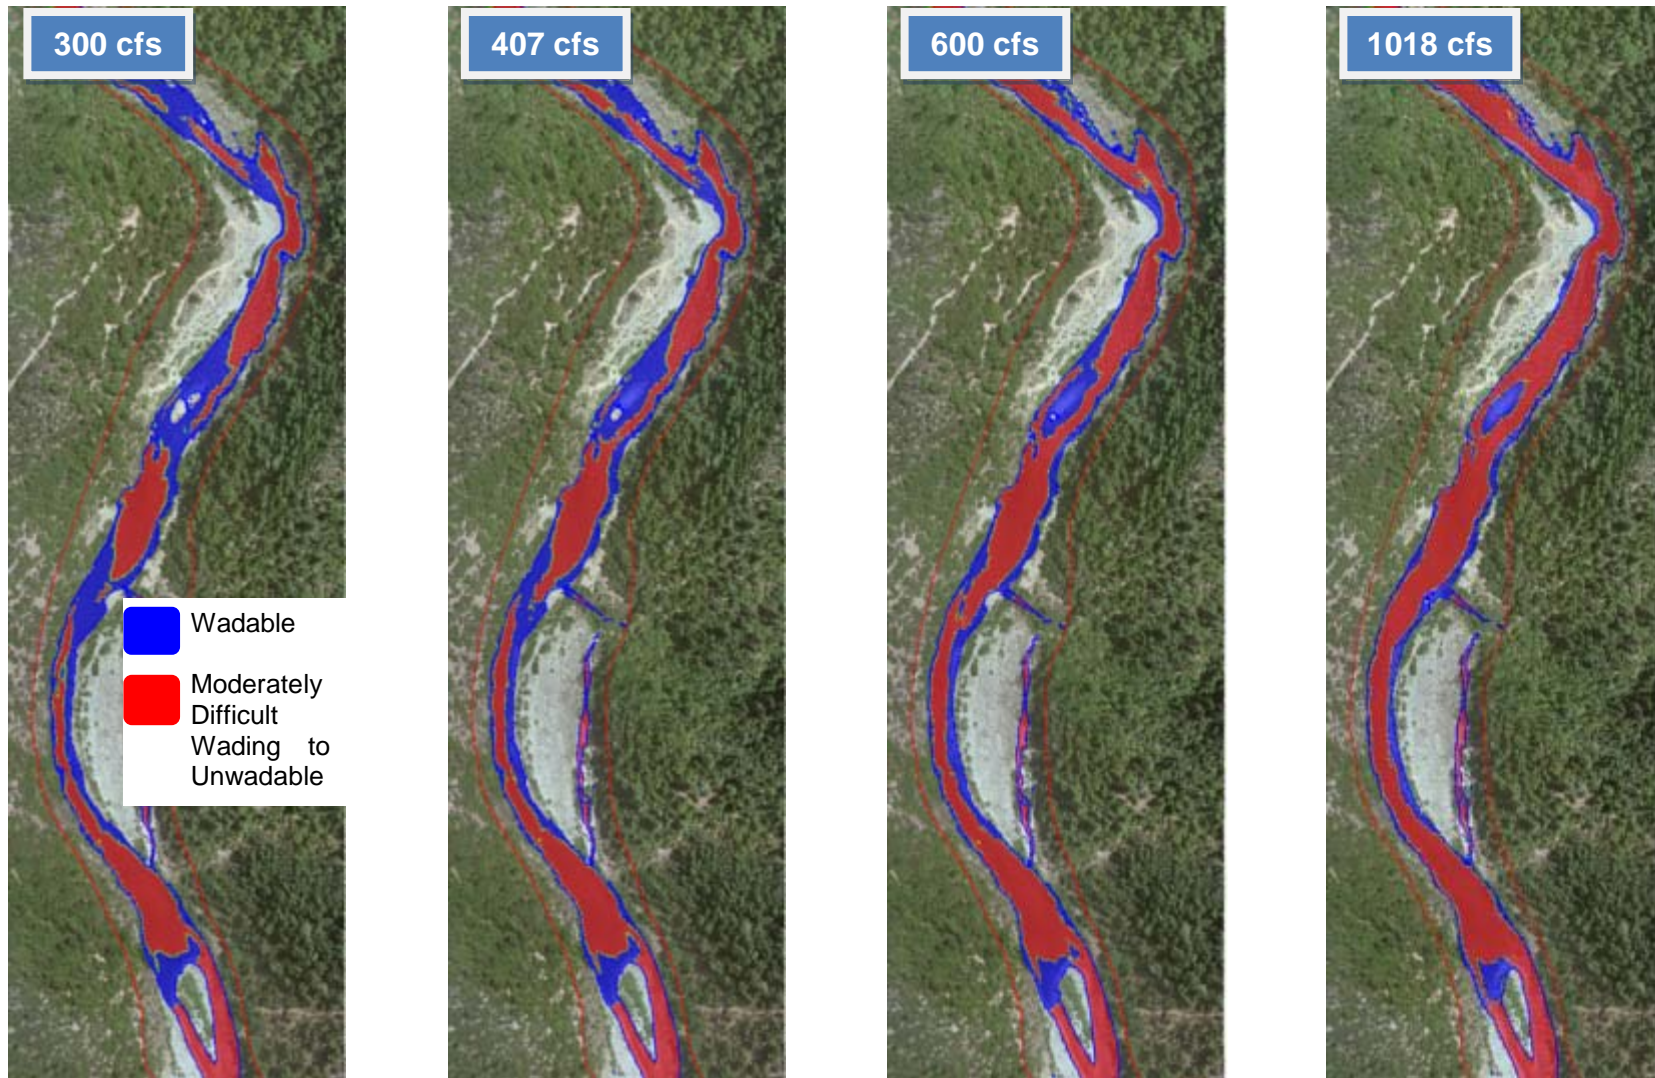 300 cfs
407 cfs
600 cfs
1018 cfs
Wadable
Moderately
Difficult
Wading to
Unwadable